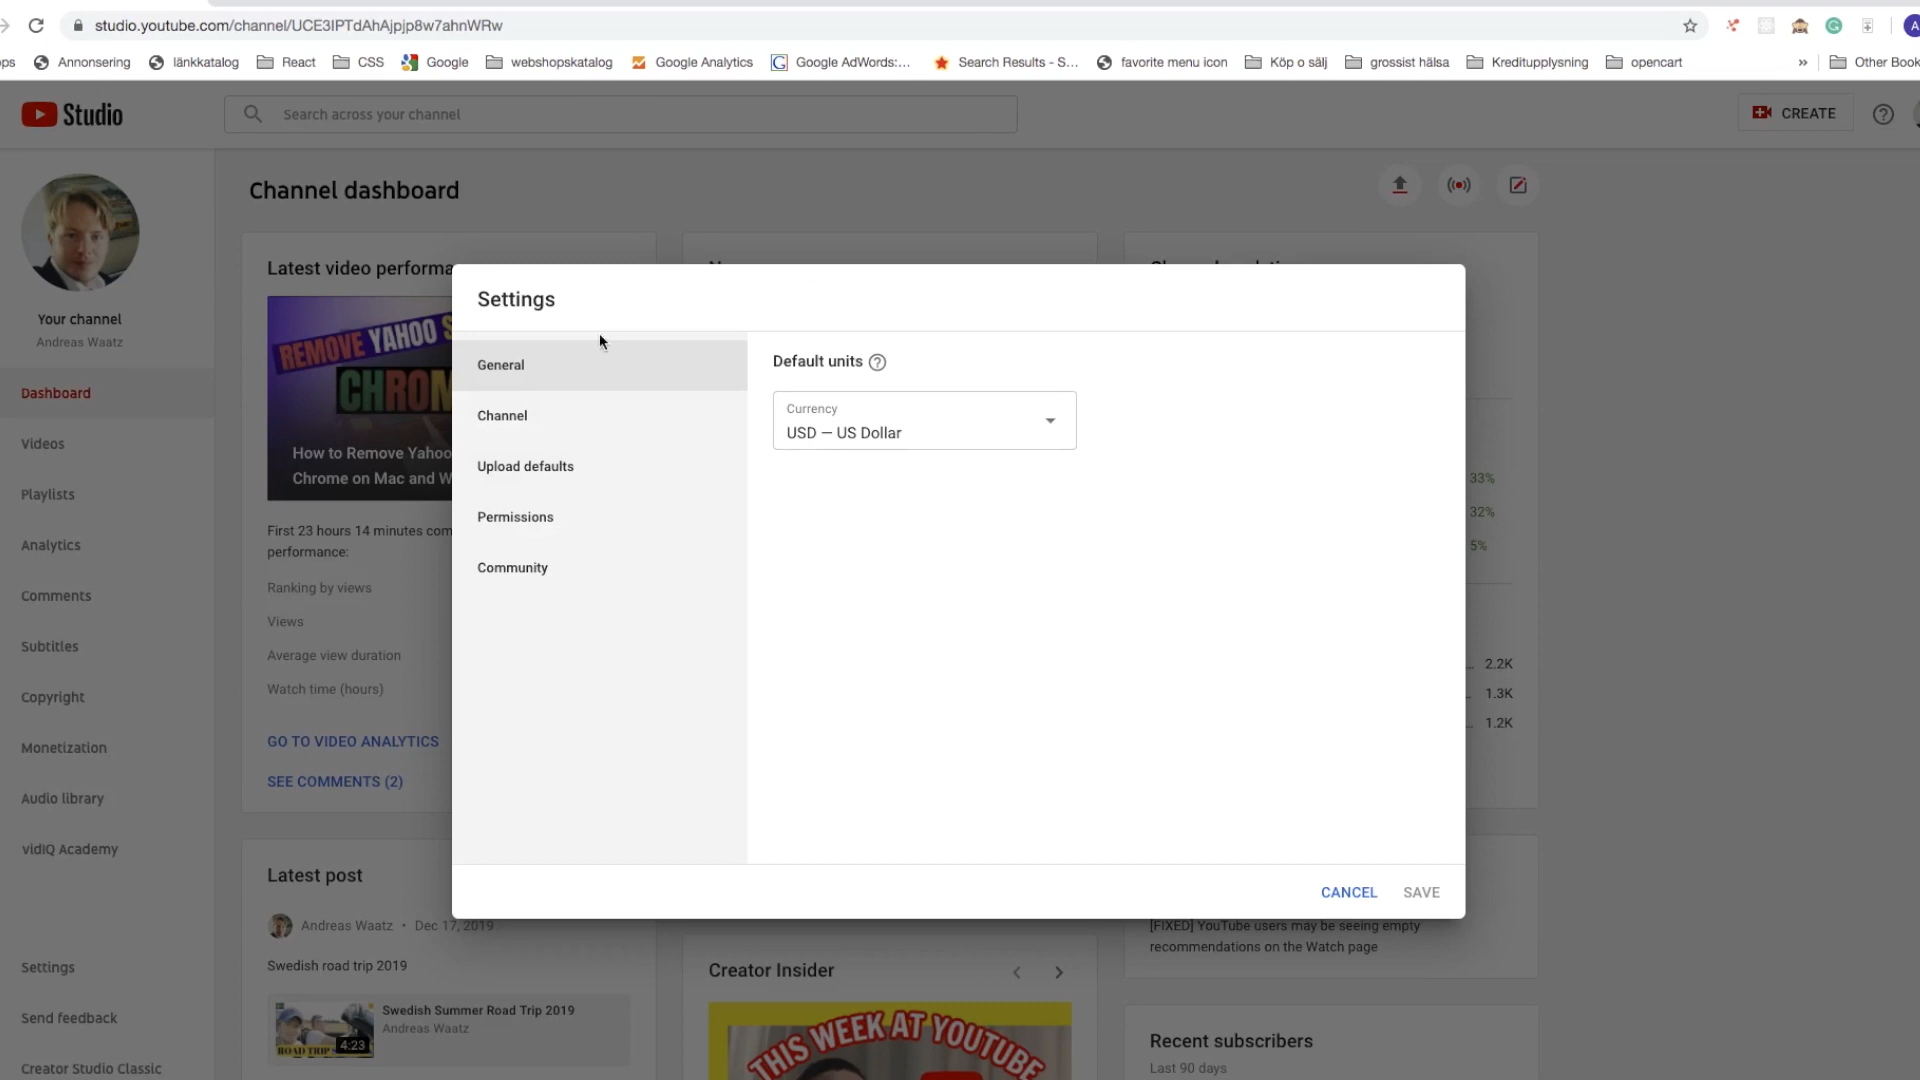 studio.youtube.com/channel/UCE3IPTdAhAjpjp8w7ahnWRw
Annonsering
länkkatalog
React
CSS
Google
webshopskatalog
Google Analytics
Google AdWords:...
Search Results - S...
favorite menu icon
Köp o sälj
grossist hälsa
Kreditupplysning
opencart
»
Other Book
Studio
Search across your channel
CREATE
Channel dashboard
Your channel
Andreas Waatz
Dashboard
Videos
Playlists
Analytics
Comments
Subtitles
Copyright
Monetization
Audio library
vidIQ Academy
Settings
Send feedback
Creator Studio Classic
Latest video performa
REMOVE YAHOO S
CHROM
How to Remove Yahoo
Chrome on Mac and W
First 23 hours 14 minutes com
performance:
Ranking by views
Views
Average view duration
Watch time (hours)
GO TO VIDEO ANALYTICS
SEE COMMENTS (2)
Latest post
Andreas Waatz • Dec 17, 2019
Swedish road trip 2019
Swedish Summer Road Trip 2019
Andreas Waatz
ROAD TRIP
4:23
Settings
General
Channel
Upload defaults
Permissions
Community
Default units
Currency
USD – US Dollar
CANCEL
SAVE
33%
32%
5%
2.2K
1.3K
1.2K
[FIXED] YouTube users may be seeing empty
recommendations on the Watch page
Creator Insider
THIS WEEK AT YOUTUBE
Recent subscribers
Last 90 days